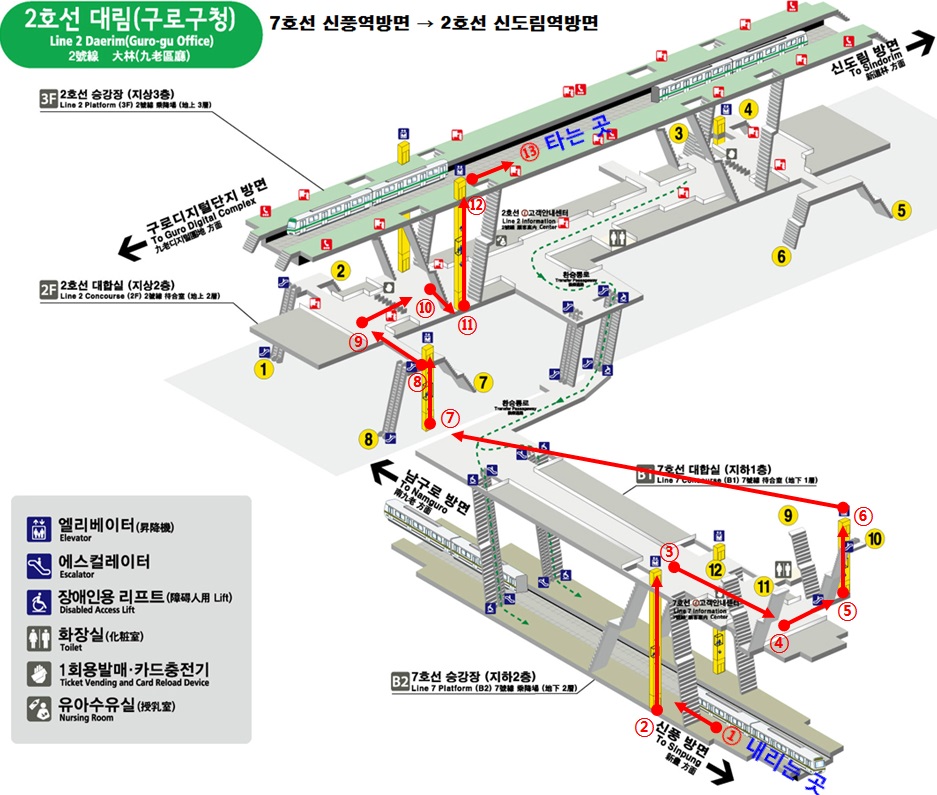 2호선 대림(구로구청)
Line 2 Daerim(Guro-gu Office)
2號線 大林(九老區廳)
7호선 신풍역방면 → 2호선 신도림역방면
신도림 방면
To Sindorim
新道林 方面
3F 2호선 승강장 (지상3층)
Line 2 Platform (3F) 2號線 乘降場 (地上 3層)
④
③
⑬ 타는 곳
⑫
구로디지털단지 방면
To Guro Digital Complex
九老디지털團地 方面
2호선 ⓘ고객안내센터
Line 2 Information
2號線 顧客案內 Center
5
6
환승통로
Transfer Passageway
2F 2호선 대합실 (지상2층)
Line 2 Concourse (2F) 2號線 待合室 (地上 2層)
2
⑩
⑪
⑨
1
⑧
7
환승통로
Transfer Passageway
⑦
8
남구로 방면
To Namguro
南九老 方面
B1 7호선 대합실 (지하1층)
Line 7 Concourse (B1) 7號線 待合室 (地下 1層)
⑥
9
10
③
12
11
⑤
7호선 ⓘ고객안내센터
Line 7 Information
④
엘리베이터(昇降機)
Elevator
에스컬레이터
Escalator
장애인용 리프트(障碍人用 Lift)
Disabled Access Lift
화장실(化粧室)
Toilet
1회용발매·카드충전기
Ticket Vending and Card Reload Device
유아수유실(授乳室)
Nursing Room
B2 7호선 승강장 (지하2층)
Line 7 Platform (B2) 7號線 乘降場 (地下 2層)
②
① 내리는 곳
신풍 방면
To Sinpung
新豊 方面